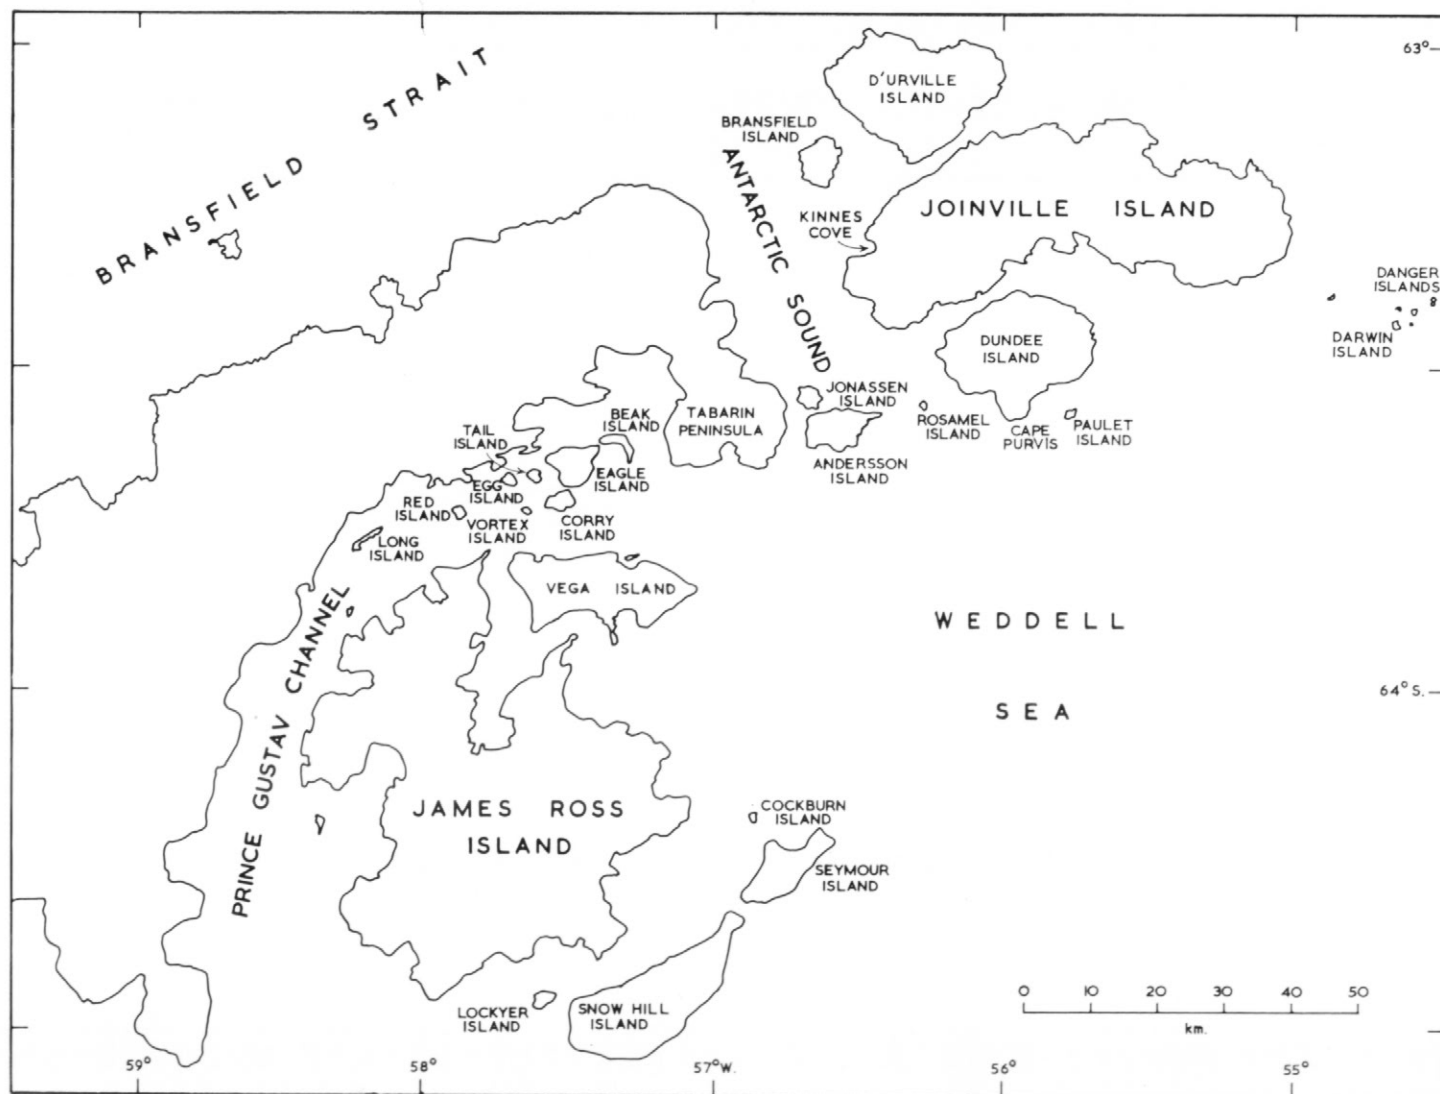 63°
D'URVILLE
ISLAND
BRANSFIELD STRAIT
BRANSFIELD
ISLAND
ANTARCTIC SOUND
JOINVILLE ISLAND
KINNES
COVE
DANGER
ISLANDS
DARWIN
ISLAND
DUNDEE
ISLAND
JONASSEN
ISLAND
ROSAMEL
ISLAND
CAPE
PURVIS
PAULET
ISLAND
ANDERSSON
ISLAND
TABARIN
PENINSULA
BEAK
ISLAND
TAIL
ISLAND
EAGLE
ISLAND
EGG
ISLAND
RED
ISLAND
VORTEX
ISLAND
CORRY
ISLAND
LONG
ISLAND
VEGA ISLAND
PRINCE GUSTAV CHANNEL
WEDDELL
SEA
64° S.
JAMES ROSS
ISLAND
COCKBURN
ISLAND
SEYMOUR
ISLAND
LOCKYER
ISLAND
SNOW HILL
ISLAND
0 10 20 30 40 50
km.
59° 58° 57° W. 56° 55°